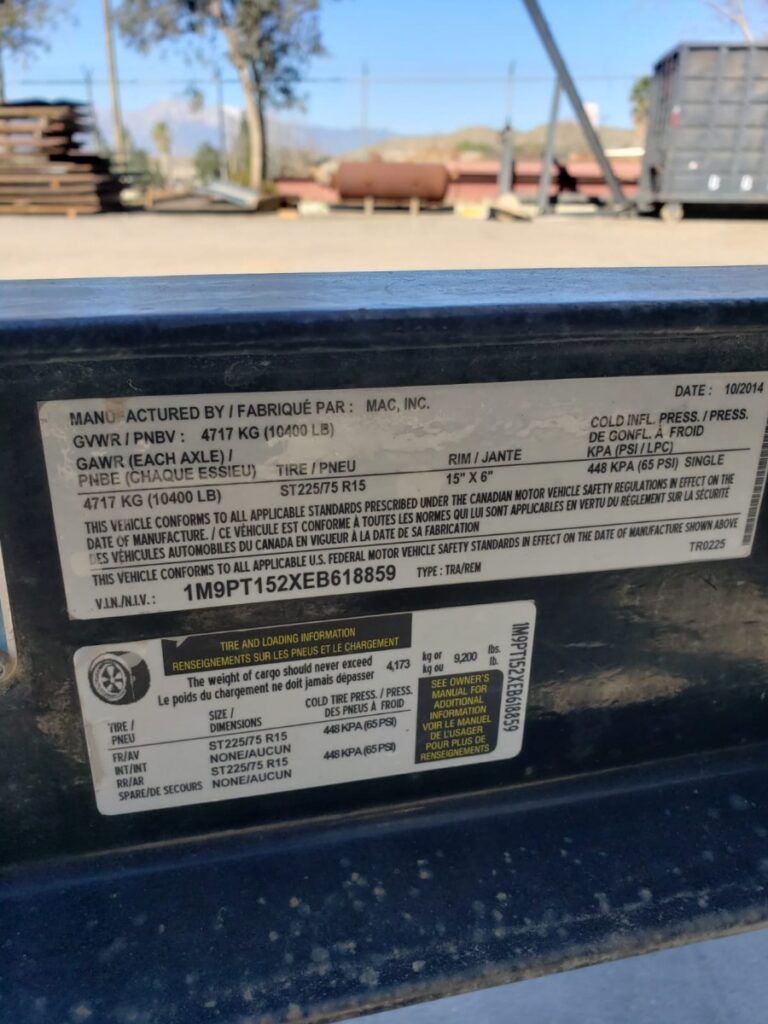 MANUFACTURED BY / FABRIQUÉ PAR : MAC, INC. DATE : 10/2014
GVWR / PNBV : 4717 KG (10400 LB)
COLD INFL. PRESS. / PRESS.
DE GONFL. À FROID
KPA (PSI / LPC)
GAWR (EACH AXLE) /
PNBE (CHAQUE ESSIEU) TIRE / PNEU RIM / JANTE
4717 KG (10400 LB) ST225/75 R15 15" X 6" 448 KPA (65 PSI) SINGLE
THIS VEHICLE CONFORMS TO ALL APPLICABLE STANDARDS PRESCRIBED UNDER THE CANADIAN MOTOR VEHICLE SAFETY REGULATIONS IN EFFECT ON THE
DATE OF MANUFACTURE. / CE VÉHICULE EST CONFORME À TOUTES LES NORMES QUI LUI SONT APPLICABLES EN VERTU DU RÈGLEMENT SUR LA SÉCURITÉ
DES VÉHICULES AUTOMOBILES DU CANADA EN VIGUEUR À LA DATE DE SA FABRICATION
THIS VEHICLE CONFORMS TO ALL APPLICABLE U.S. FEDERAL MOTOR VEHICLE SAFETY STANDARDS IN EFFECT ON THE DATE OF MANUFACTURE SHOWN ABOVE
V.I.N./N.I.V. : 1M9PT152XEB618859 TYPE : TRA/REM TR0225
TIRE AND LOADING INFORMATION
RENSEIGNEMENTS SUR LES PNEUS ET LE CHARGEMENT
The weight of cargo should never exceed
Le poids du chargement ne doit jamais dépasser
4,173 kg or 9,200 lbs.
kg ou lb.
TIRE / PNEU
SIZE / DIMENSIONS
COLD TIRE PRESS. / PRESS.
DES PNEUS À FROID
FR/AV ST225/75 R15 448 KPA (65 PSI)
INT/INT NONE/AUCUN
RR/AR ST225/75 R15 448 KPA (65 PSI)
SPARE/DE SECOURS NONE/AUCUN
SEE OWNER'S
MANUAL FOR
ADDITIONAL
INFORMATION
VOIR LE MANUEL
DE L'USAGER
POUR PLUS DE
RENSEIGNEMENTS
1M9PT152XEB618859